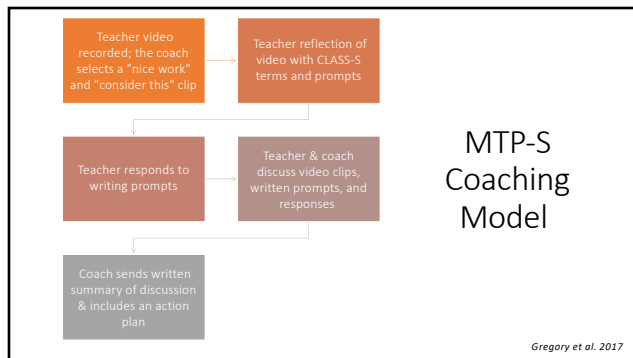 Teacher video
recorded; the coach
selects a "nice work"
and "consider this" clip
Teacher reflection of
video with CLASS-S
terms and prompts
Teacher responds to
writing prompts
Teacher & coach
discuss video clips,
written prompts, and
responses
Coach sends written
summary of discussion
& includes an action
plan
MTP-S
Coaching
Model
Gregory et al. 2017